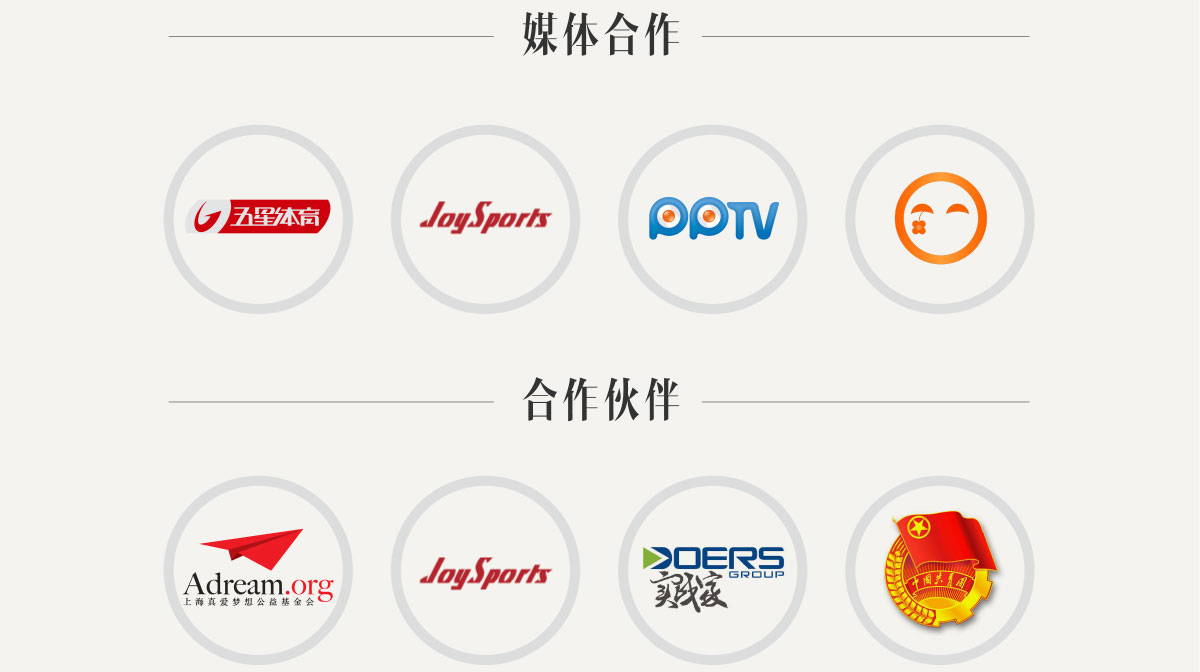 媒体合作
五星体育
JoySports
PPTV
合作伙伴
Adream.org
上海真爱梦想公益基金会
JoySports
DOERS
GROUP
实践家
中国共青团